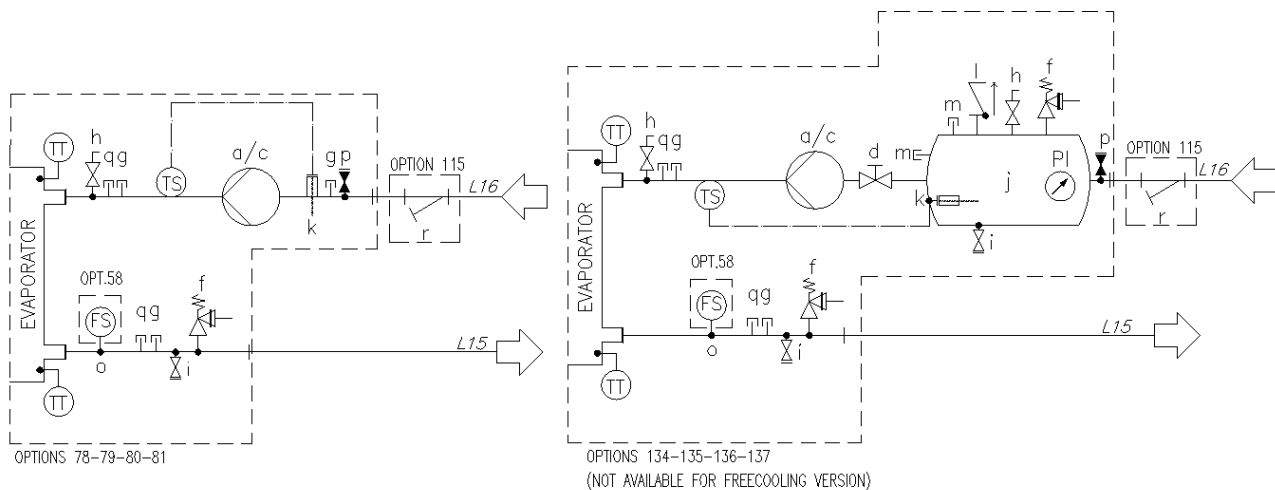 TT
h
qg
TS
a/c
gp
k
OPTION 115
r
L16
EVAPORATOR
OPT.58
FS
o
qg
i
f
L15
TT
OPTIONS 78-79-80-81
TT
h
qg
TS
a/c
d
m
m
l
h
f
j
PI
k
i
p
OPTION 115
r
L16
EVAPORATOR
OPT.58
FS
o
qg
i
f
L15
TT
OPTIONS 134-135-136-137
(NOT AVAILABLE FOR FREECOOLING VERSION)